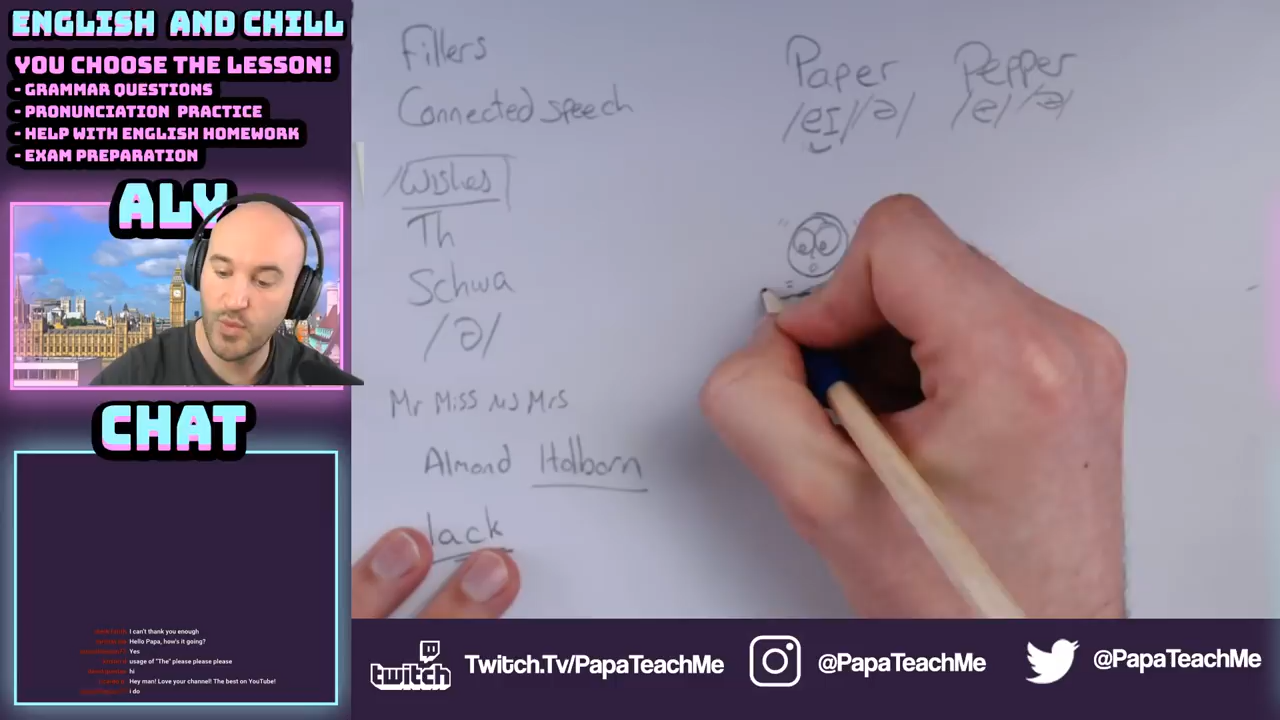 ENGLISH AND CHILL
YOU CHOOSE THE LESSON!
- GRAMMAR QUESTIONS
- PRONUNCIATION PRACTICE
- HELP WITH ENGLISH HOMEWORK
- EXAM PREPARATION
ALY
CHAT
I can't thank you enough
Hello Papa, how's it going?
Yes
usage of "The" please please please
hi
Hey man! Love your channel! The best on YouTube!
i do
Fillers
Connected speech
Wishes
Th
Schwa
/ə/
Mr Miss Ms Mrs
Almond Holborn
lack
Paper Pepper
/eɪ//ə/ /e/ /ə/
twitch
Twitch.Tv/PapaTeachMe
@PapaTeachMe
@PapaTeachMe